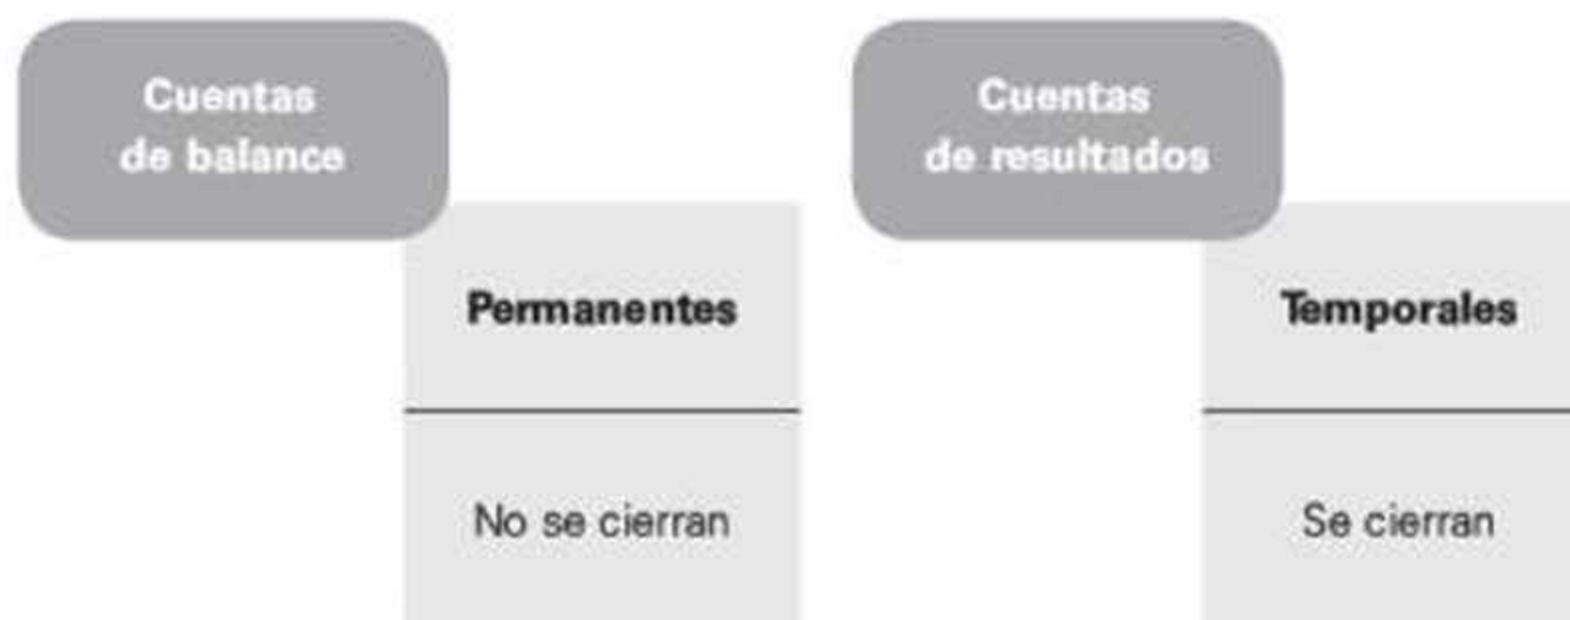 Cuentas
de balance
Permanentes
No se cierran
Cuentas
de resultados
Temporales
Se cierran